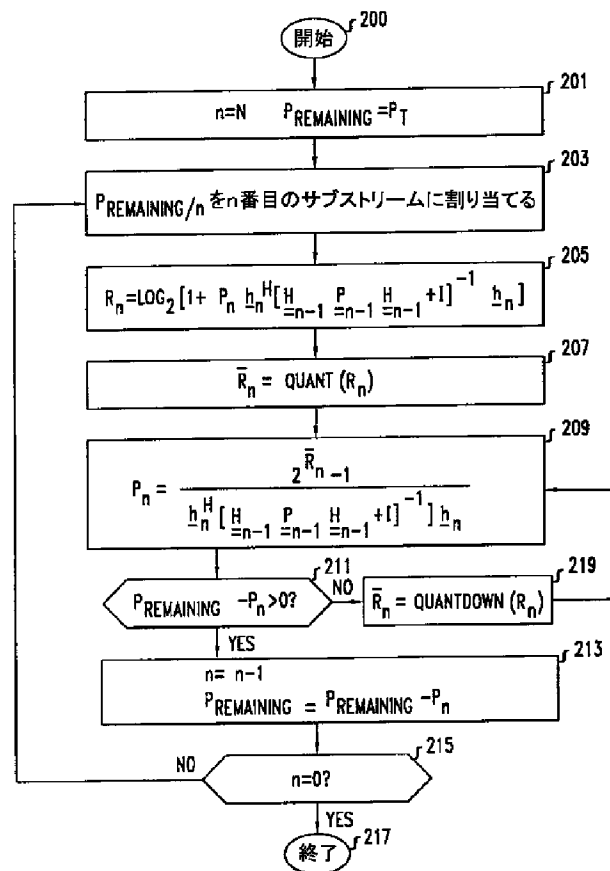 200
開始
201
n=N P_REMAINING=P_T
203
P_REMAINING/nをn番目のサブストリームに割り当てる
205
R_n=LOG_2[1+ P_n h_n^H[H_n-1 P_n-1 H_n-1 +I]^-1 h_n]
207
R̄_n = QUANT(R_n)
209
P_n = 2^R̄_n -1 / h_n^H[H_n-1 P_n-1 H_n-1 +I]^-1] h_n
211
P_REMAINING -P_n>0?
NO
219
R̄_n = QUANTDOWN(R_n)
YES
213
n= n-1
P_REMAINING = P_REMAINING -P_n
215
NO
n=0?
YES
217
終了